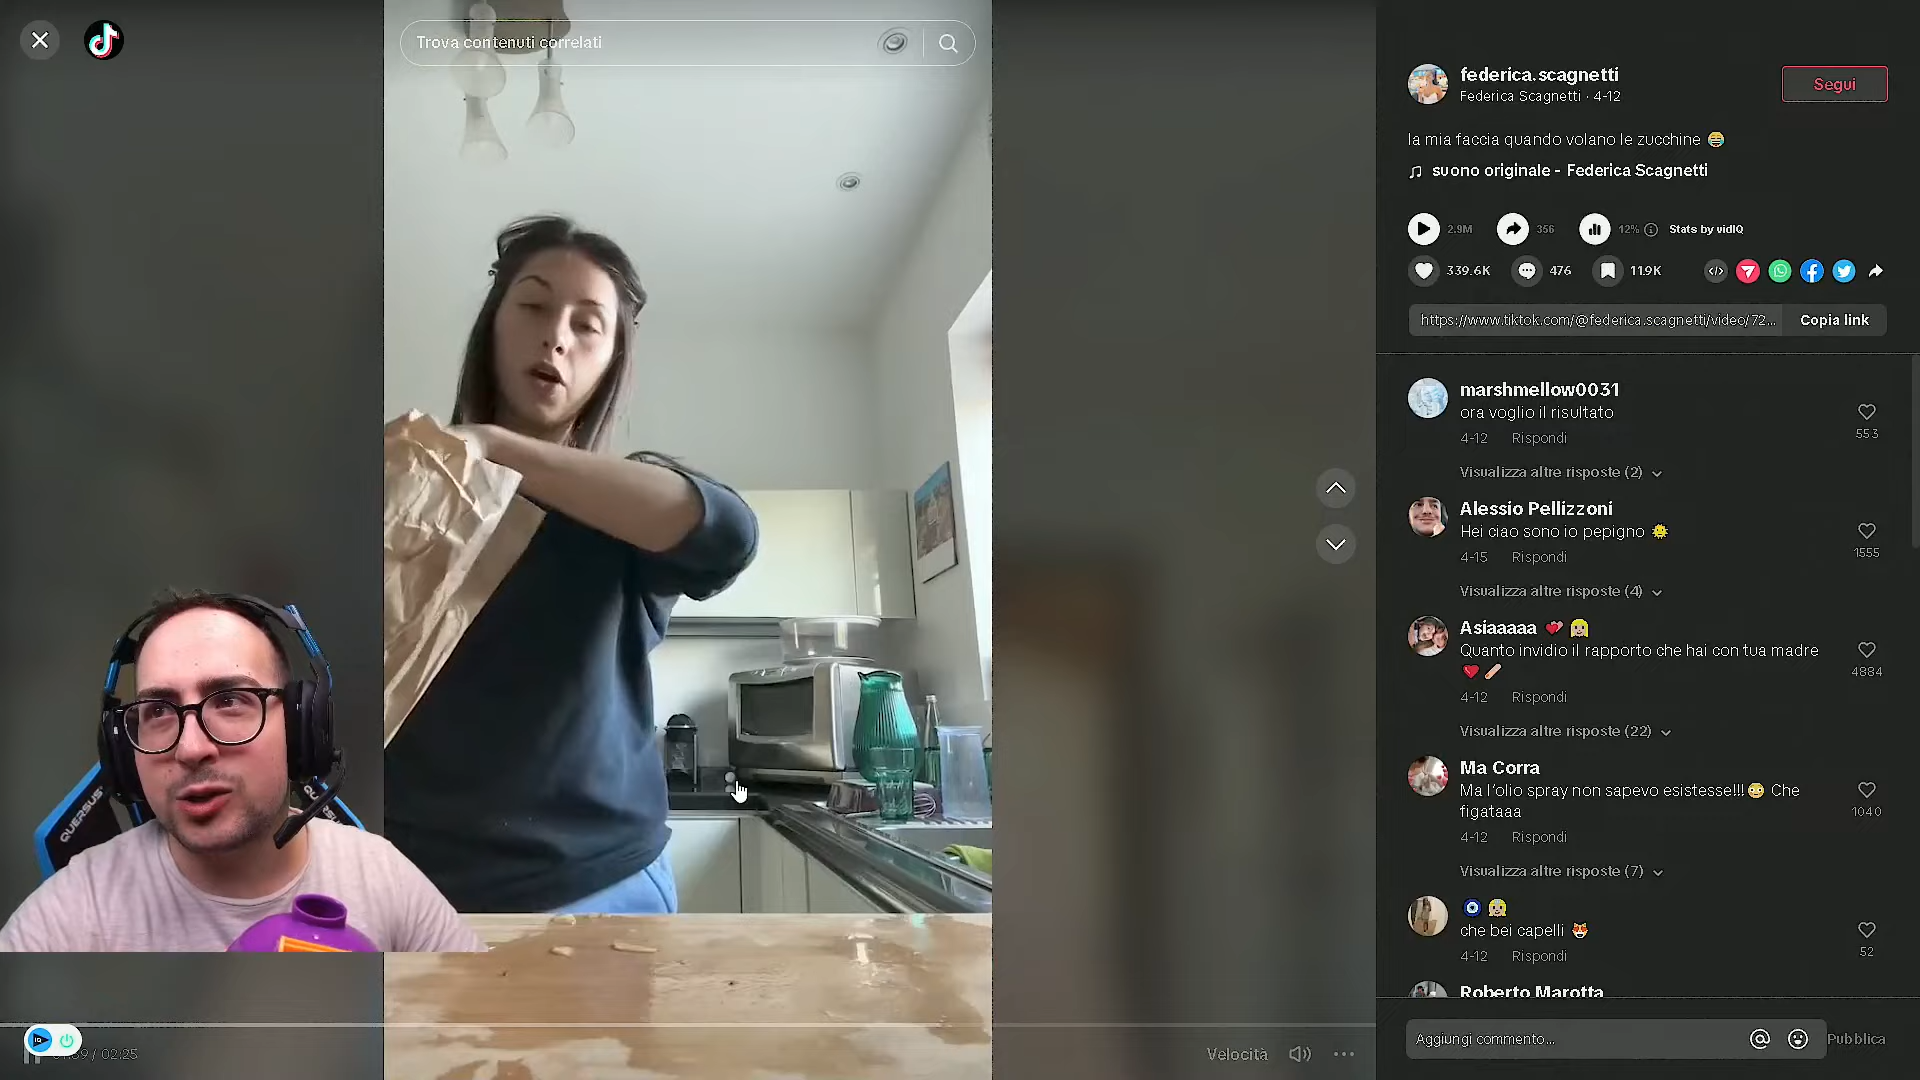 Trova contenuti correlati
federica.scagnetti
Federica Scagnetti · 4-12
Segui
la mia faccia quando volano le zucchine 😂
suono originale - Federica Scagnetti
2.9M
356
12%
Stats by vidIQ
339.6K
476
11.9K
https://www.tiktok.com/@federica.scagnetti/video/72...
Copia link
marshmellow0031
ora voglio il risultato
4-12 Rispondi
553
Visualizza altre risposte (2)
Alessio Pellizzoni
Hei ciao sono io pepigno 🌞
4-15 Rispondi
1555
Visualizza altre risposte (4)
Asiaaaaa 💕 👱‍♀️
Quanto invidio il rapporto che hai con tua madre
❤️ 🩹
4-12 Rispondi
4884
Visualizza altre risposte (22)
Ma Corra
Ma l'olio spray non sapevo esistesse!!!😳 Che
figataaa
4-12 Rispondi
1040
Visualizza altre risposte (7)
🧿 👱‍♀️
che bei capelli 😻
4-12 Rispondi
52
Roberto Marotta
Aggiungi commento...
Pubblica
QUERSUS
/ 02:25
Velocità